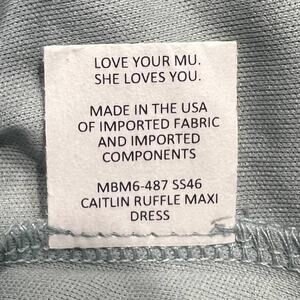 LOVE YOUR MU.
SHE LOVES YOU.
MADE IN THE USA
OF IMPORTED FABRIC
AND IMPORTED
COMPONENTS
MBM6-487 SS46
CAITLIN RUFFLE MAXI
DRESS